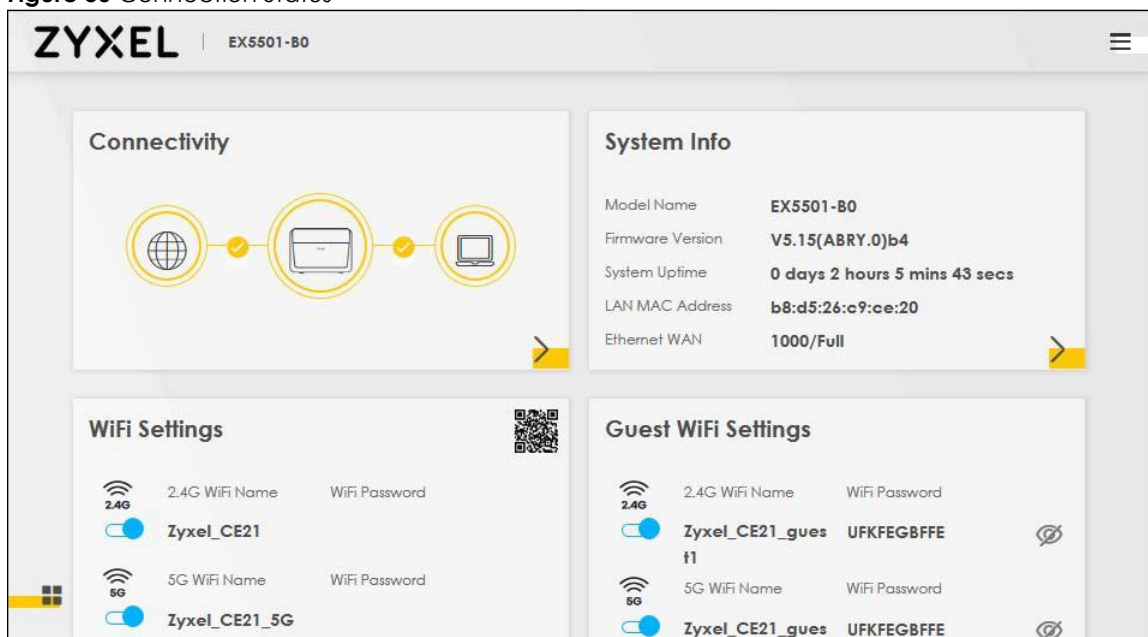 Figure 58 Connection Status
ZYXEL
EX5501-B0
Connectivity
System Info
Model Name EX5501-B0
Firmware Version V5.15(ABRY.0)b4
System Uptime 0 days 2 hours 5 mins 43 secs
LAN MAC Address b8:d5:26:c9:ce:20
Ethernet WAN 1000/Full
WiFi Settings
2.4G
2.4G WiFi Name WiFi Password
Zyxel_CE21
5G
5G WiFi Name WiFi Password
Zyxel_CE21_5G
Guest WiFi Settings
2.4G
2.4G WiFi Name WiFi Password
Zyxel_CE21_gues UFKFEGBFFE
t1
5G
5G WiFi Name WiFi Password
Zyxel_CE21_gues UFKFEGBFFE